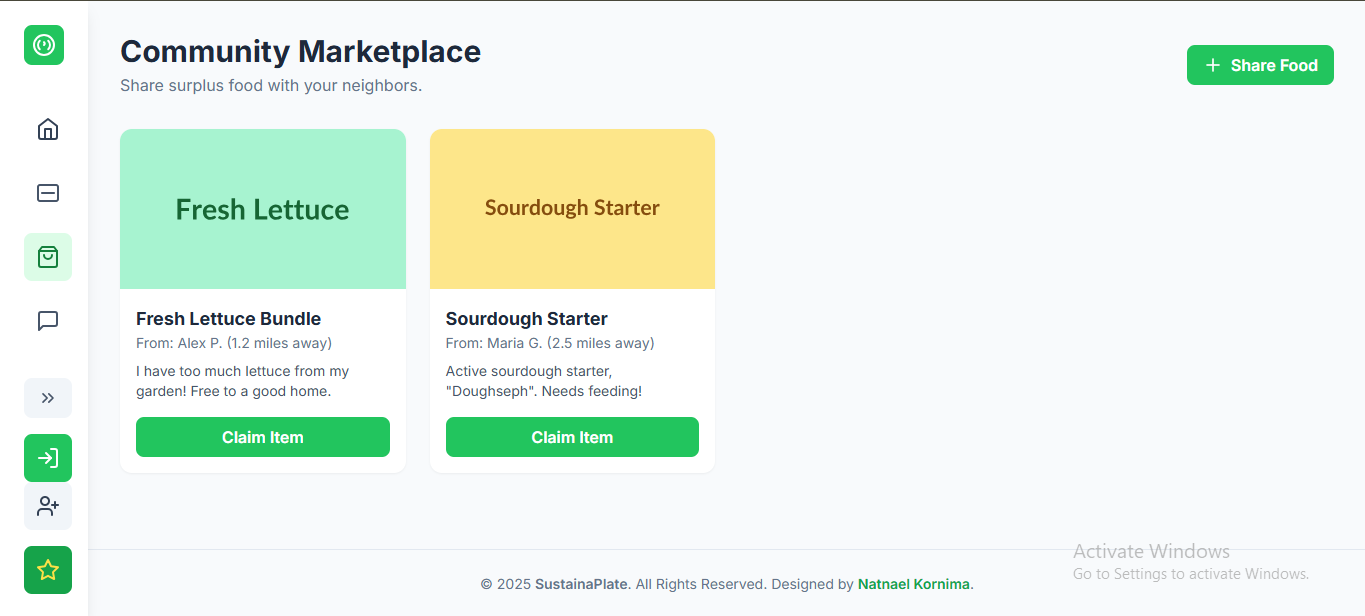 Community Marketplace
Share surplus food with your neighbors.
Share Food
Fresh Lettuce
Fresh Lettuce Bundle
From: Alex P. (1.2 miles away)
I have too much lettuce from my
garden! Free to a good home.
Claim Item
Sourdough Starter
Sourdough Starter
From: Maria G. (2.5 miles away)
Active sourdough starter,
"Doughseph". Needs feeding!
Claim Item
Activate Windows
Go to Settings to activate Windows.
© 2025 SustainaPlate. All Rights Reserved. Designed by Natnael Kornima.